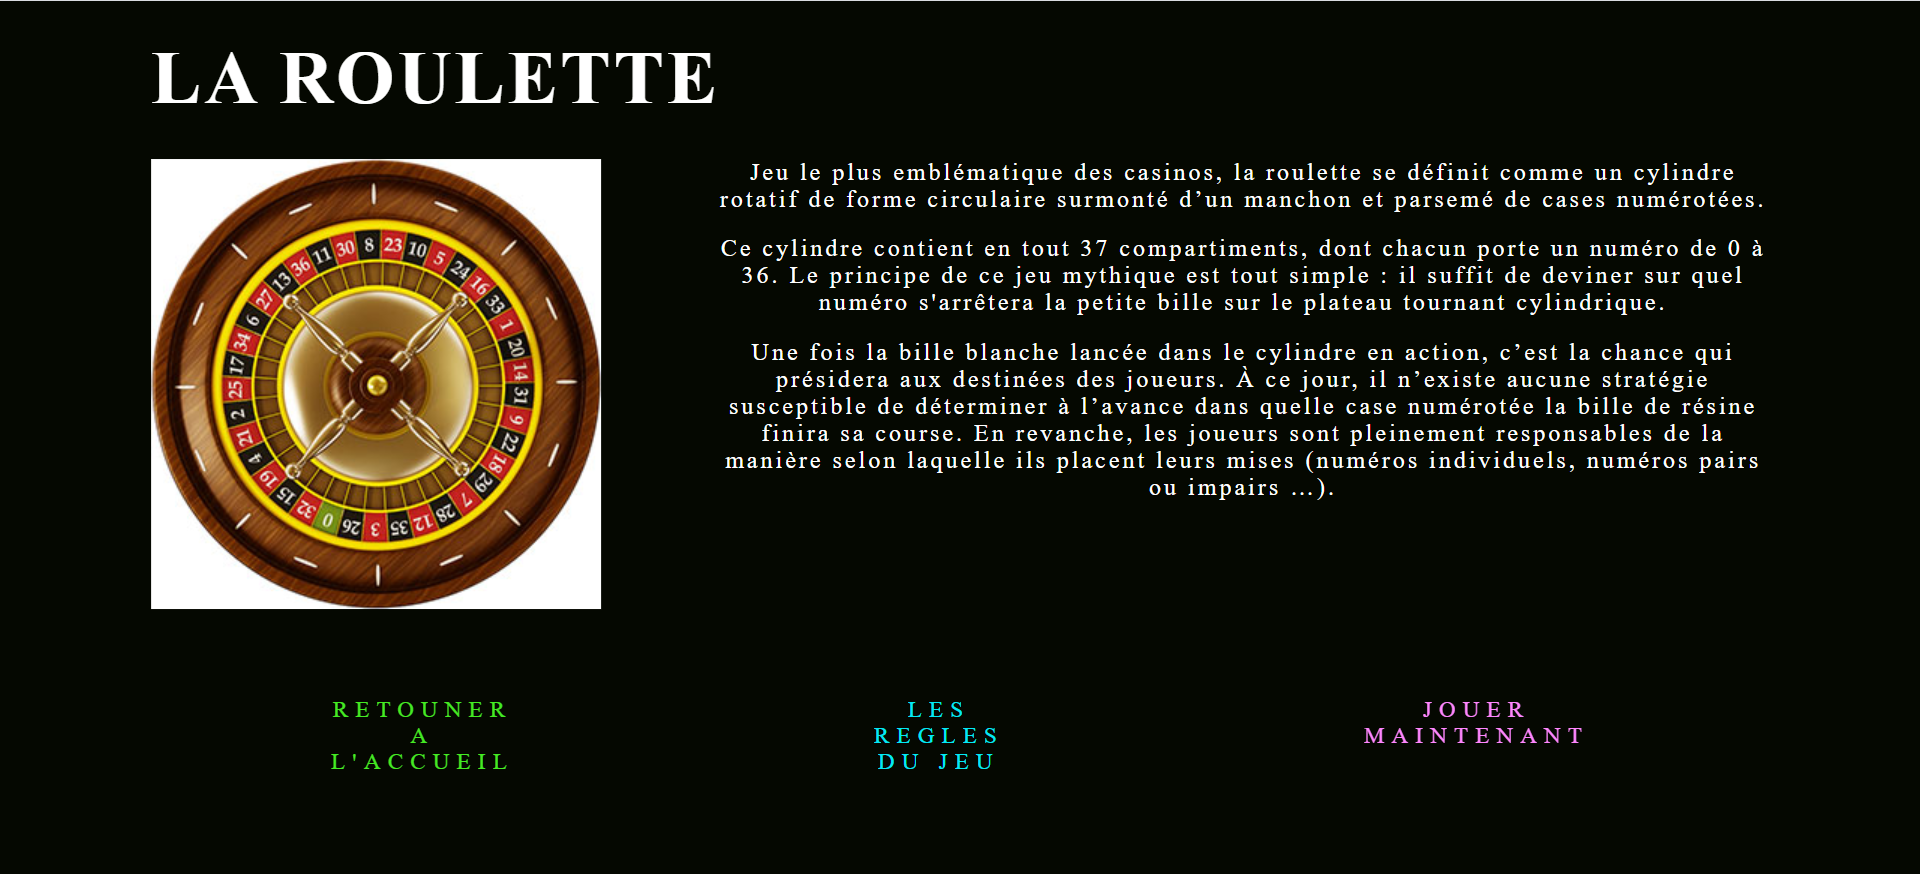 LA ROULETTE
Jeu le plus emblématique des casinos, la roulette se définit comme un cylindre
rotatif de forme circulaire surmonté d’un manchon et parsemé de cases numérotées.
Ce cylindre contient en tout 37 compartiments, dont chacun porte un numéro de 0 à
36. Le principe de ce jeu mythique est tout simple : il suffit de deviner sur quel
numéro s'arrêtera la petite bille sur le plateau tournant cylindrique.
Une fois la bille blanche lancée dans le cylindre en action, c’est la chance qui
présidera aux destinées des joueurs. À ce jour, il n’existe aucune stratégie
susceptible de déterminer à l’avance dans quelle case numérotée la bille de résine
finira sa course. En revanche, les joueurs sont pleinement responsables de la
manière selon laquelle ils placent leurs mises (numéros individuels, numéros pairs
ou impairs …).
8 23 10 5 24 16 33 1 20 14 31 9 22 18 29 7 28 12 35 3 26 0 32 15 19 4 21 2 25 17 34 6 27 13 36 11 30
RETOUNER
A
L'ACCUEIL
LES
REGLES
DU JEU
JOUER
MAINTENANT